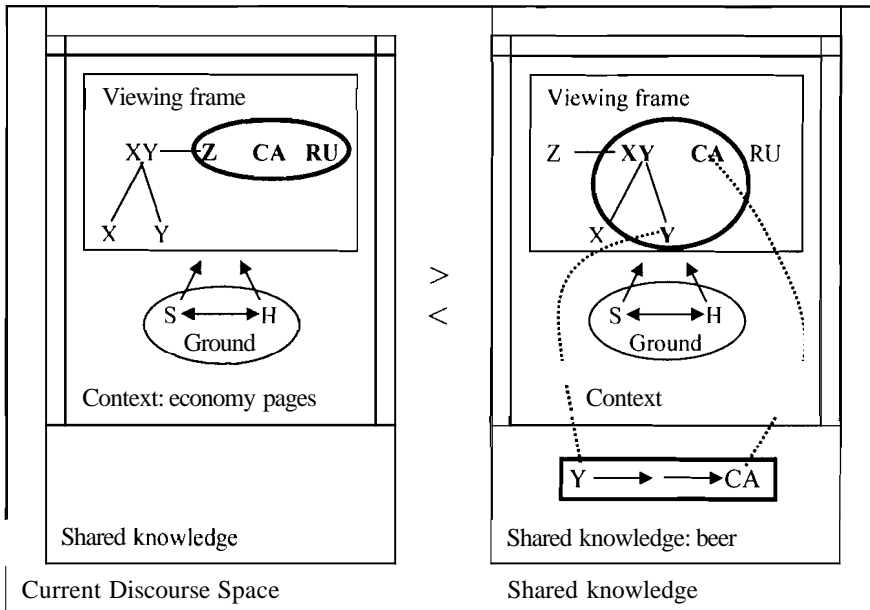 Viewing frame
XY Z CA RU
X Y
S H
Ground
Context: economy pages
Shared knowledge
Current Discourse Space
>
<
Viewing frame
Z XY CA RU
X Y
S H
Ground
Context
Y CA
Shared knowledge: beer
Shared knowledge